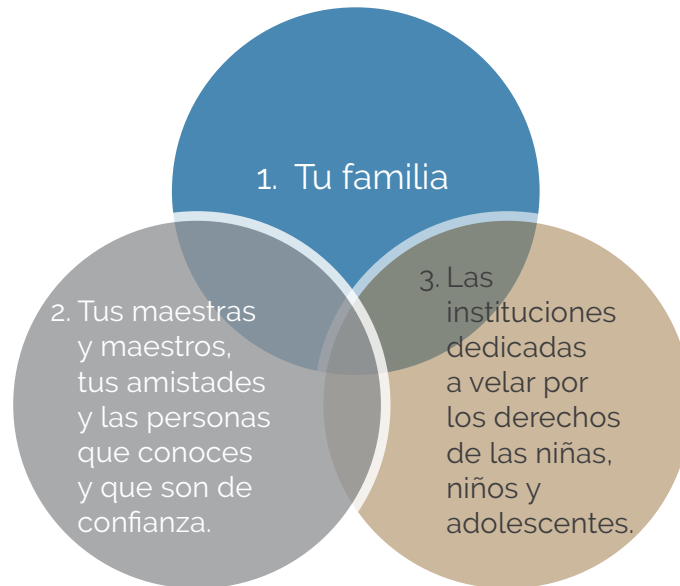 1. Tu familia
2. Tus maestras
y maestros,
tus amistades
y las personas
que conoces
y que son de
confianza.
3. Las
instituciones
dedicadas
a velar por
los derechos
de las niñas,
niños y
adolescentes.